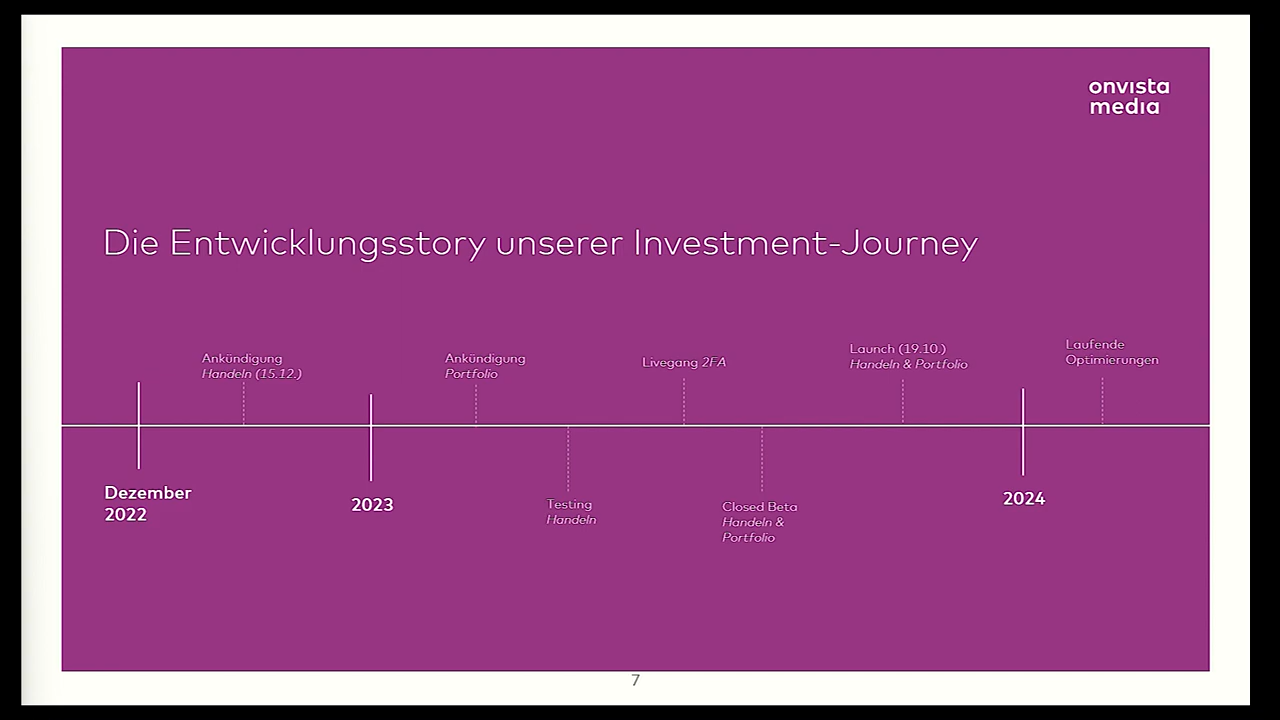 onvista
media
Die Entwicklungsstory unserer Investment-Journey
Ankündigung
Handeln (15.12.)
Ankündigung
Portfolio
Livegang 2FA
Launch (19.10.)
Handeln & Portfolio
Laufende
Optimierungen
Dezember
2022
2023
Testing
Handeln
Closed Beta
Handeln &
Portfolio
2024
7